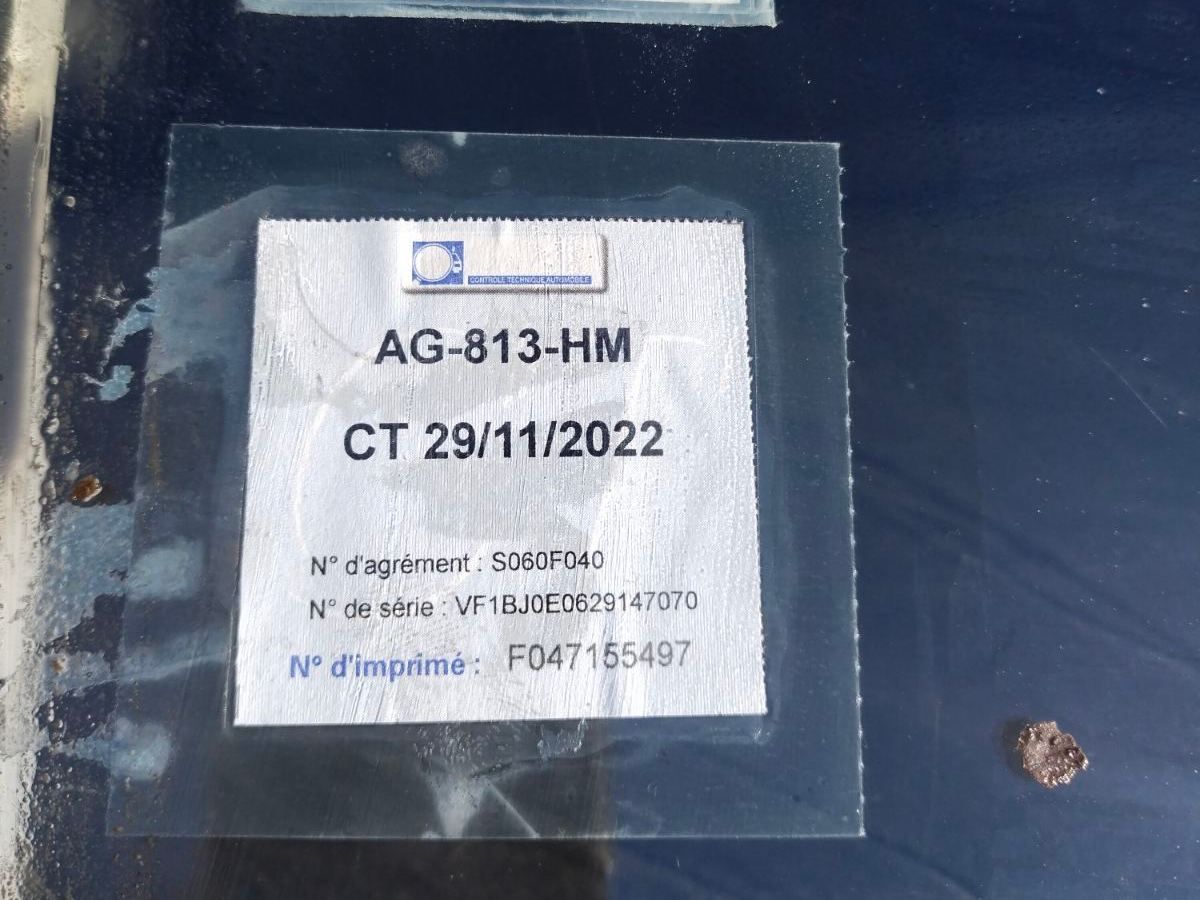 CONTROLE TECHNIQUE AUTOMOBILE
AG-813-HM
CT 29/11/2022
N° d'agrément : S060F040
N° de série : VF1BJ0E0629147070
N° d'imprimé : F047155497